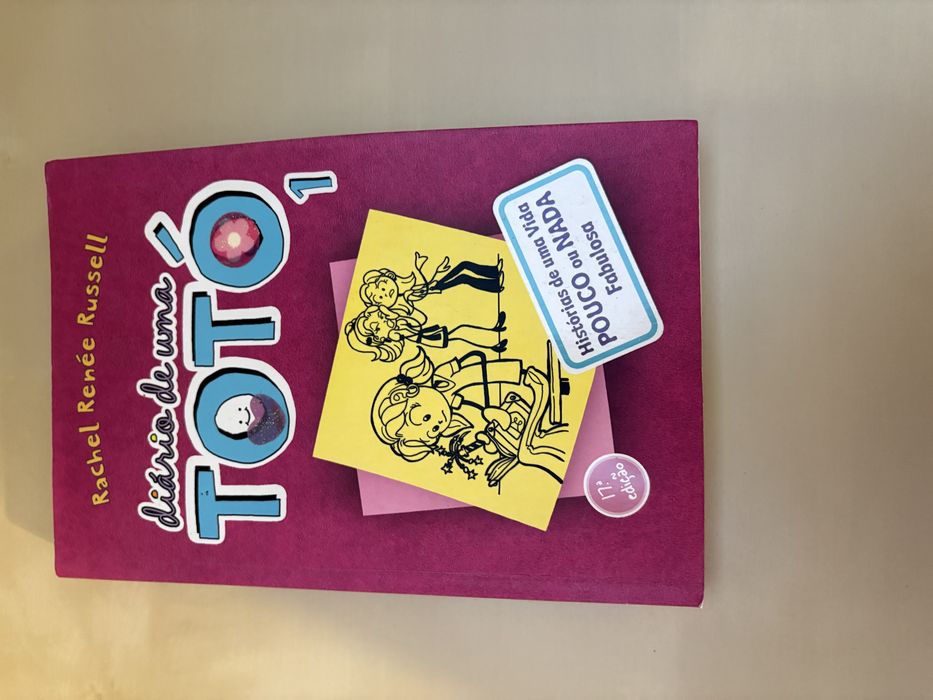 Rachel Renée Russell
diário de uma
TOTÓ
1
Histórias de uma Vida
POUCO ou NADA
Fabulosa
17.ª
edição